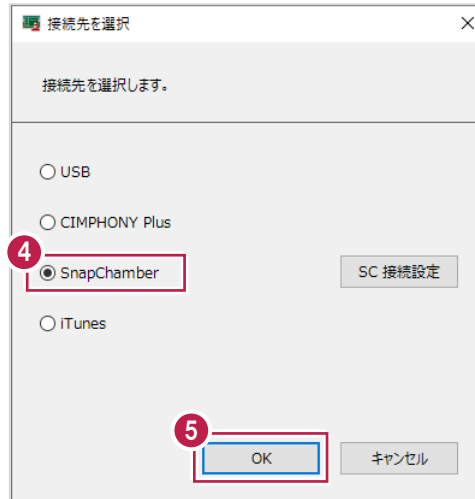 接続先を選択
接続先を選択します。
USB
CIMPHONY Plus
4
SnapChamber
SC 接続設定
iTunes
5
OK
キャンセル